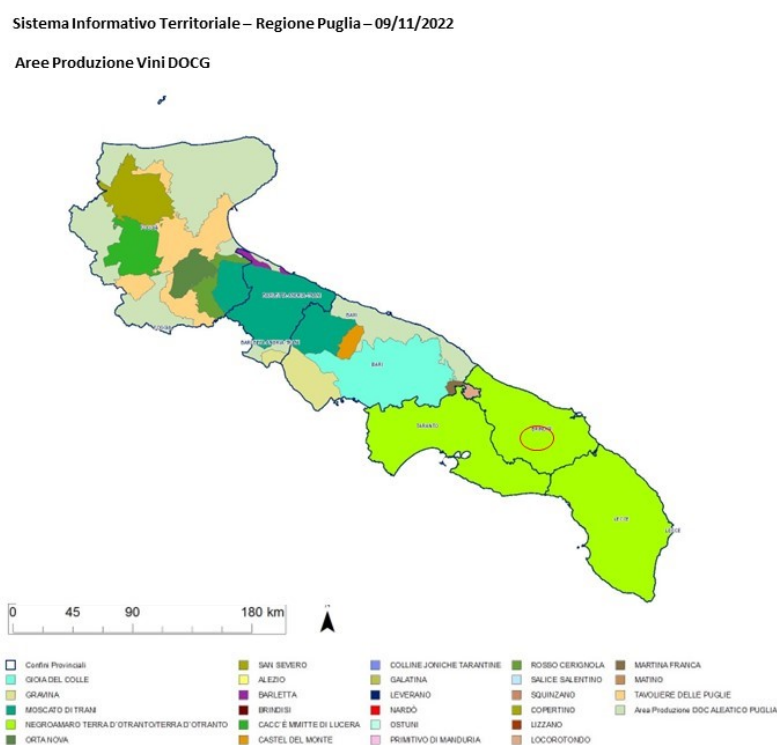 Sistema Informativo Territoriale – Regione Puglia – 09/11/2022
Aree Produzione Vini DOCG
BARI
BARI
TARANTO
LECCE
LECCE
0 45 90 180 km
Confini Provinciali
GIOIA DEL COLLE
GRAVINA
MOSCATO DI TRANI
NEGROAMARO TERRA D'OTRANTO/TERRA D'OTRANTO
ORTA NOVA
SAN SEVERO
ALEZIO
BARLETTA
BRINDISI
CACC'E MMITTE DI LUCERA
CASTEL DEL MONTE
COLLINE JONICHE TARANTINE
GALATINA
LEVERANO
NARDÒ
OSTUNI
PRIMITIVO DI MANDURIA
ROSSO CERIGNOLA
SALICE SALENTINO
SQUINZANO
COPERTINO
LIZZANO
LOCOROTONDO
MARTINA FRANCA
MATINO
TAVOLIERE DELLE PUGLIE
Area Produzione DOC ALEATICO PUGLIA